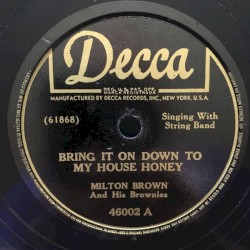 Decca
REG. U.S. PAT. OFF.
MANUFACTURED BY DECCA RECORDS, INC., NEW YORK, U.S.A.
(61868)
Singing With
String Band
BRING IT ON DOWN TO
MY HOUSE HONEY
MILTON BROWN
And His Brownies
46002 A